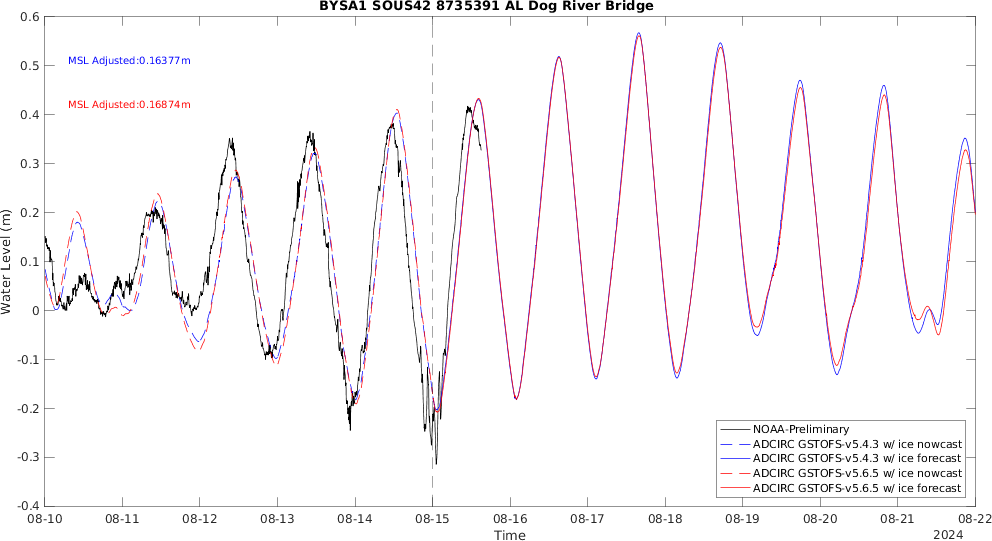 BYSA1 SOUS42 8735391 AL Dog River Bridge
MSL Adjusted:0.16377m
MSL Adjusted:0.16874m
Water Level (m)
0.6
0.5
0.4
0.3
0.2
0.1
0
-0.1
-0.2
-0.3
-0.4
NOAA-Preliminary
ADCIRC GSTOFS-v5.4.3 w/ ice nowcast
ADCIRC GSTOFS-v5.4.3 w/ ice forecast
ADCIRC GSTOFS-v5.6.5 w/ ice nowcast
ADCIRC GSTOFS-v5.6.5 w/ ice forecast
08-10 08-11 08-12 08-13 08-14 08-15 08-16 08-17 08-18 08-19 08-20 08-21 08-22
Time
2024